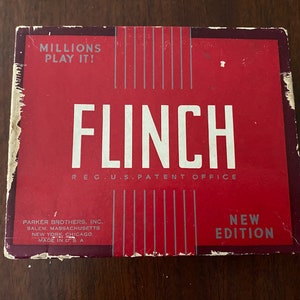 MILLIONS
PLAY IT!
FLINCH
REG. U.S. PATENT OFFICE
PARKER BROTHERS, INC.
SALEM, MASSACHUSETTS
NEW YORK, CHICAGO,
MADE IN U. S. A.
NEW
EDITION